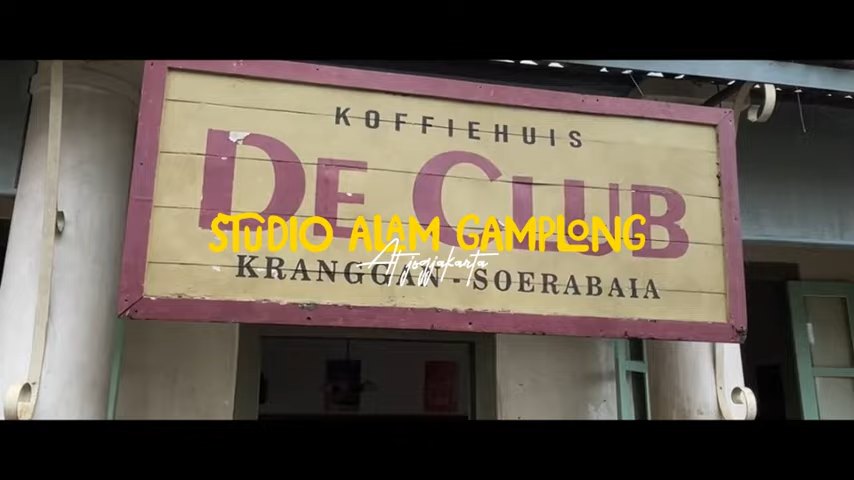 KOFFIEHUIS
DE CLUB
STUDIO ALAM GAMPLONG
At jogjakarta
KRANGGAN - SOERABAIA